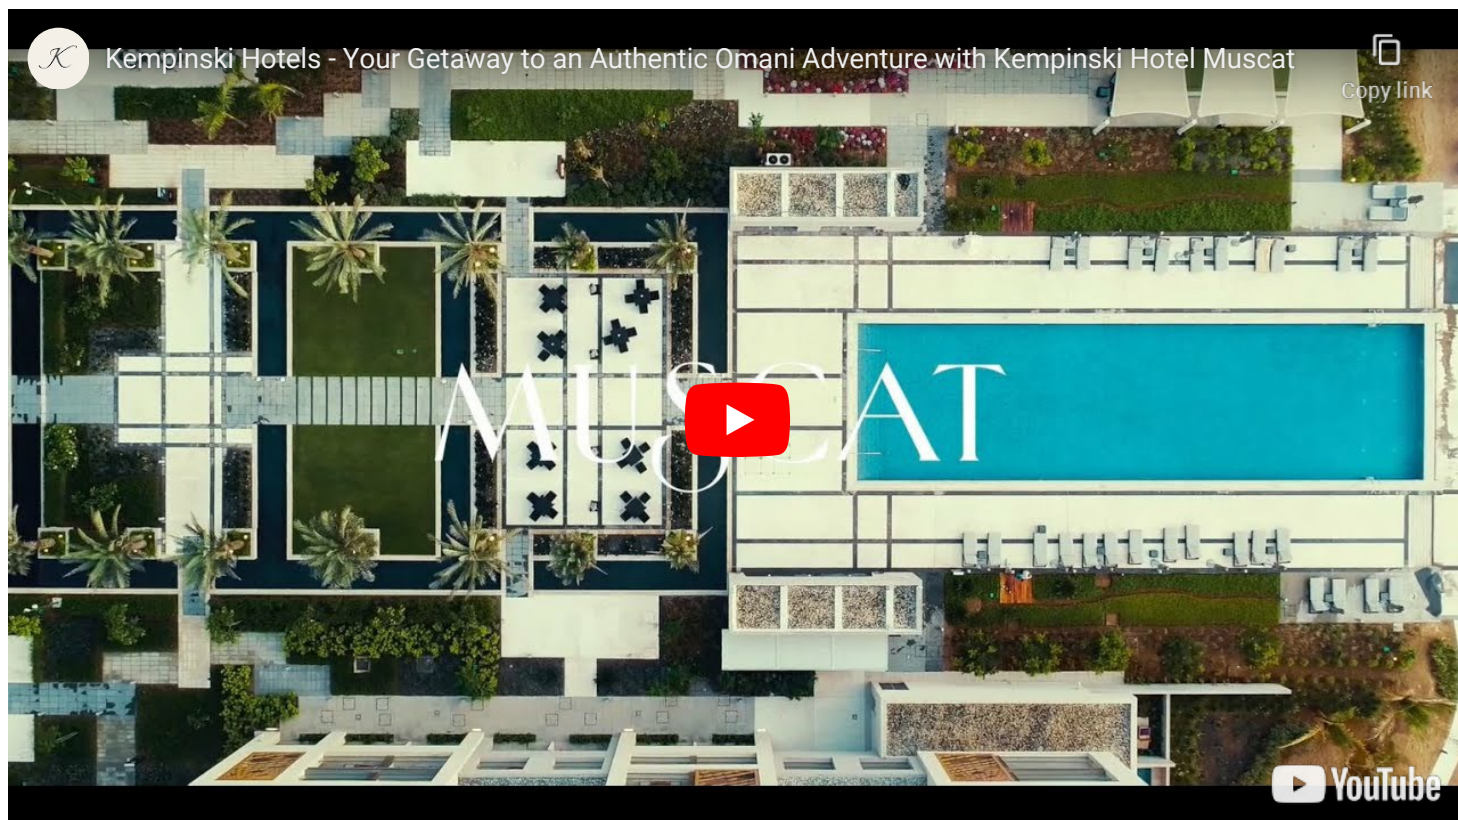 K
Kempinski Hotels - Your Getaway to an Authentic Omani Adventure with Kempinski Hotel Muscat
Copy link
MUSCAT
YouTube